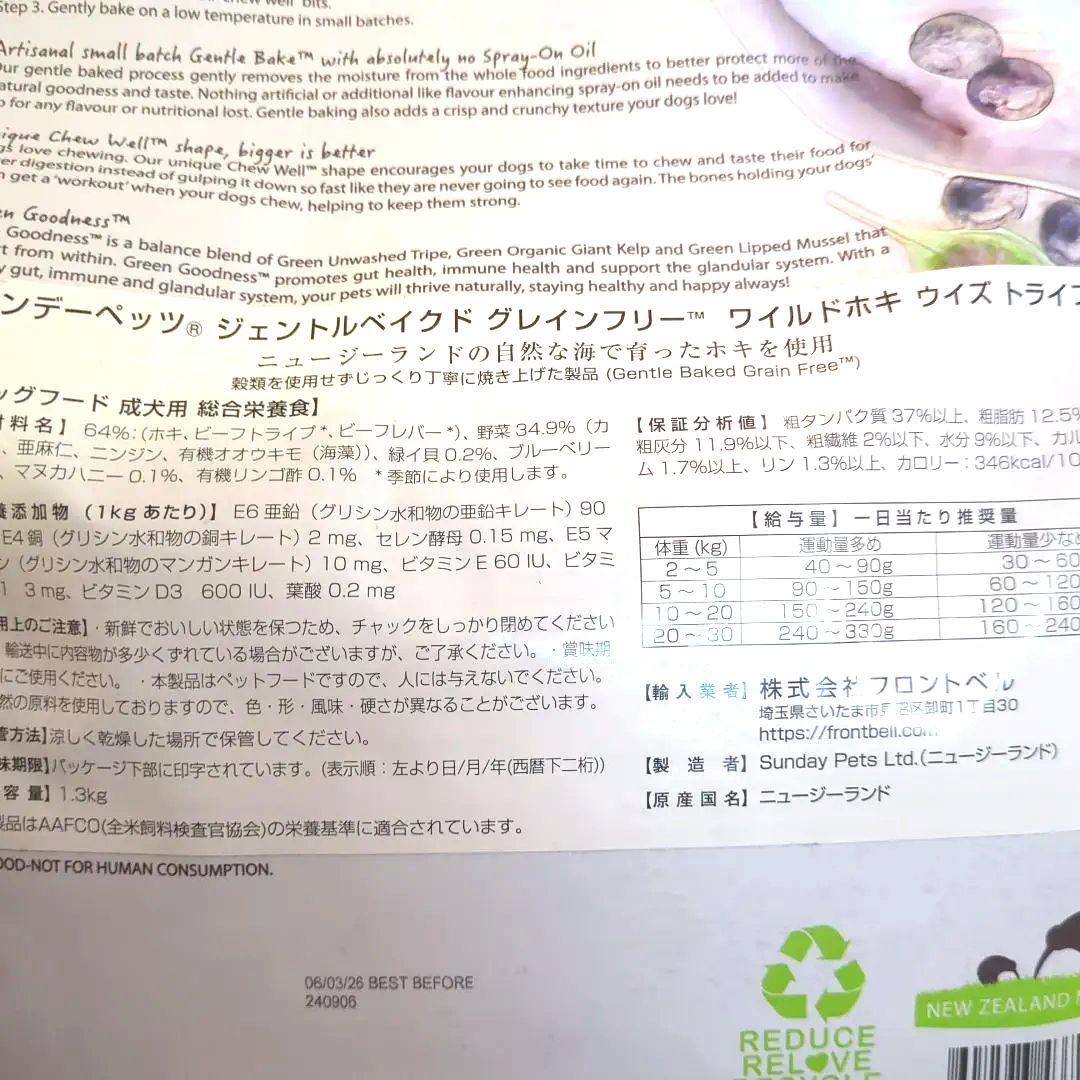 Step 3. Gently bake on a low temperature in small batches.
Artisanal small batch Gentle Bake™ with absolutely no Spray-On Oil
our gentle baked process gently removes the moisture from the whole food ingredients to better protect more of the
natural goodness and taste. Nothing artificial or additional like flavour enhancing spray-on oil needs to be added to make
for any flavour or nutritional lost. Gentle baking also adds a crisp and crunchy texture your dogs love!
ique Chew Well™ shape, bigger is better
gs love chewing. Our unique Chew Well™ shape encourages your dogs to take time to chew and taste their food for
er digestion instead of gulping it down so fast like they are never going to see food again. The bones holding your dogs'
n get a 'workout' when your dogs chew, helping to keep them strong.
en Goodness™
Goodness™ is a balance blend of Green Unwashed Tripe, Green Organic Giant Kelp and Green Lipped Mussel that
t from within. Green Goodness™ promotes gut health, immune health and support the glandular system. With a
y gut, immune and glandular system, your pets will thrive naturally, staying healthy and happy always!
ンデーペッツ® ジェントルベイクド グレインフリー™ ワイルドホキ ウイズ トライプ
ニュージーランドの自然な海で育ったホキを使用
穀類を使用せずじっくり丁寧に焼き上げた製品 (Gentle Baked Grain Free™)
ッグフード 成犬用 総合栄養食】
材料名】 64%:(ホキ、ビーフトライプ*、ビーフレバー*)、野菜 34.9%(カ
、亜麻仁、ニンジン、有機オオウキモ(海藻))、緑イ貝 0.2%、ブルーベリー
、マヌカハニー 0.1%、有機リンゴ酢 0.1% *季節により使用します。
養添加物(1kg あたり)】 E6 亜鉛(グリシン水和物の亜鉛キレート)90
E4 銅(グリシン水和物の銅キレート)2 mg、セレン酵母 0.15 mg、E5 マ
ン(グリシン水和物のマンガンキレート)10 mg、ビタミン E 60 IU、ビタミ
1 3 mg、ビタミン D3 600 IU、葉酸 0.2 mg
用上のご注意】・新鮮でおいしい状態を保つため、チャックをしっかり閉めてください
輸送中に内容物が多少くずれている場合がございますが、ご了承ください。・賞味期
にご使用ください。・本製品はペットフードですので、人には与えないでください。
然の原料を使用しておりますので、色・形・風味・硬さが異なることがございます。
管方法】涼しく乾燥した場所で保管してください。
味期限】パッケージ下部に印字されています。(表示順:左より日/月/年(西暦下二桁))
容 量】 1.3kg
製品はAAFCO(全米飼料検査官協会)の栄養基準に適合されています。
【保証分析値】 粗タンパク質 37%以上、粗脂肪 12.5%
粗灰分 11.9%以下、粗繊維 2%以下、水分 9%以下、カル
ム 1.7%以上、リン 1.3%以上、カロリー:346kcal/10
【給与量】 一日当たり推奨量
体重 (kg) 運動量多め 運動量少なめ
2～5 40～90g 30～60
5～10 90～150g 60～120
10～20 150～240g 120～160
20～30 240～330g 160～240
【輸入業者】 株式会社フロントベル
埼玉県さいたま市見沼区卸町1丁目30
https://frontbell.com
【製 造 者】 Sunday Pets Ltd.(ニュージーランド)
【原産国名】 ニュージーランド
OOD-NOT FOR HUMAN CONSUMPTION.
06/03/26 BEST BEFORE
240906
REDUCE
RELOVE
RECYCLE
NEW ZEALAND